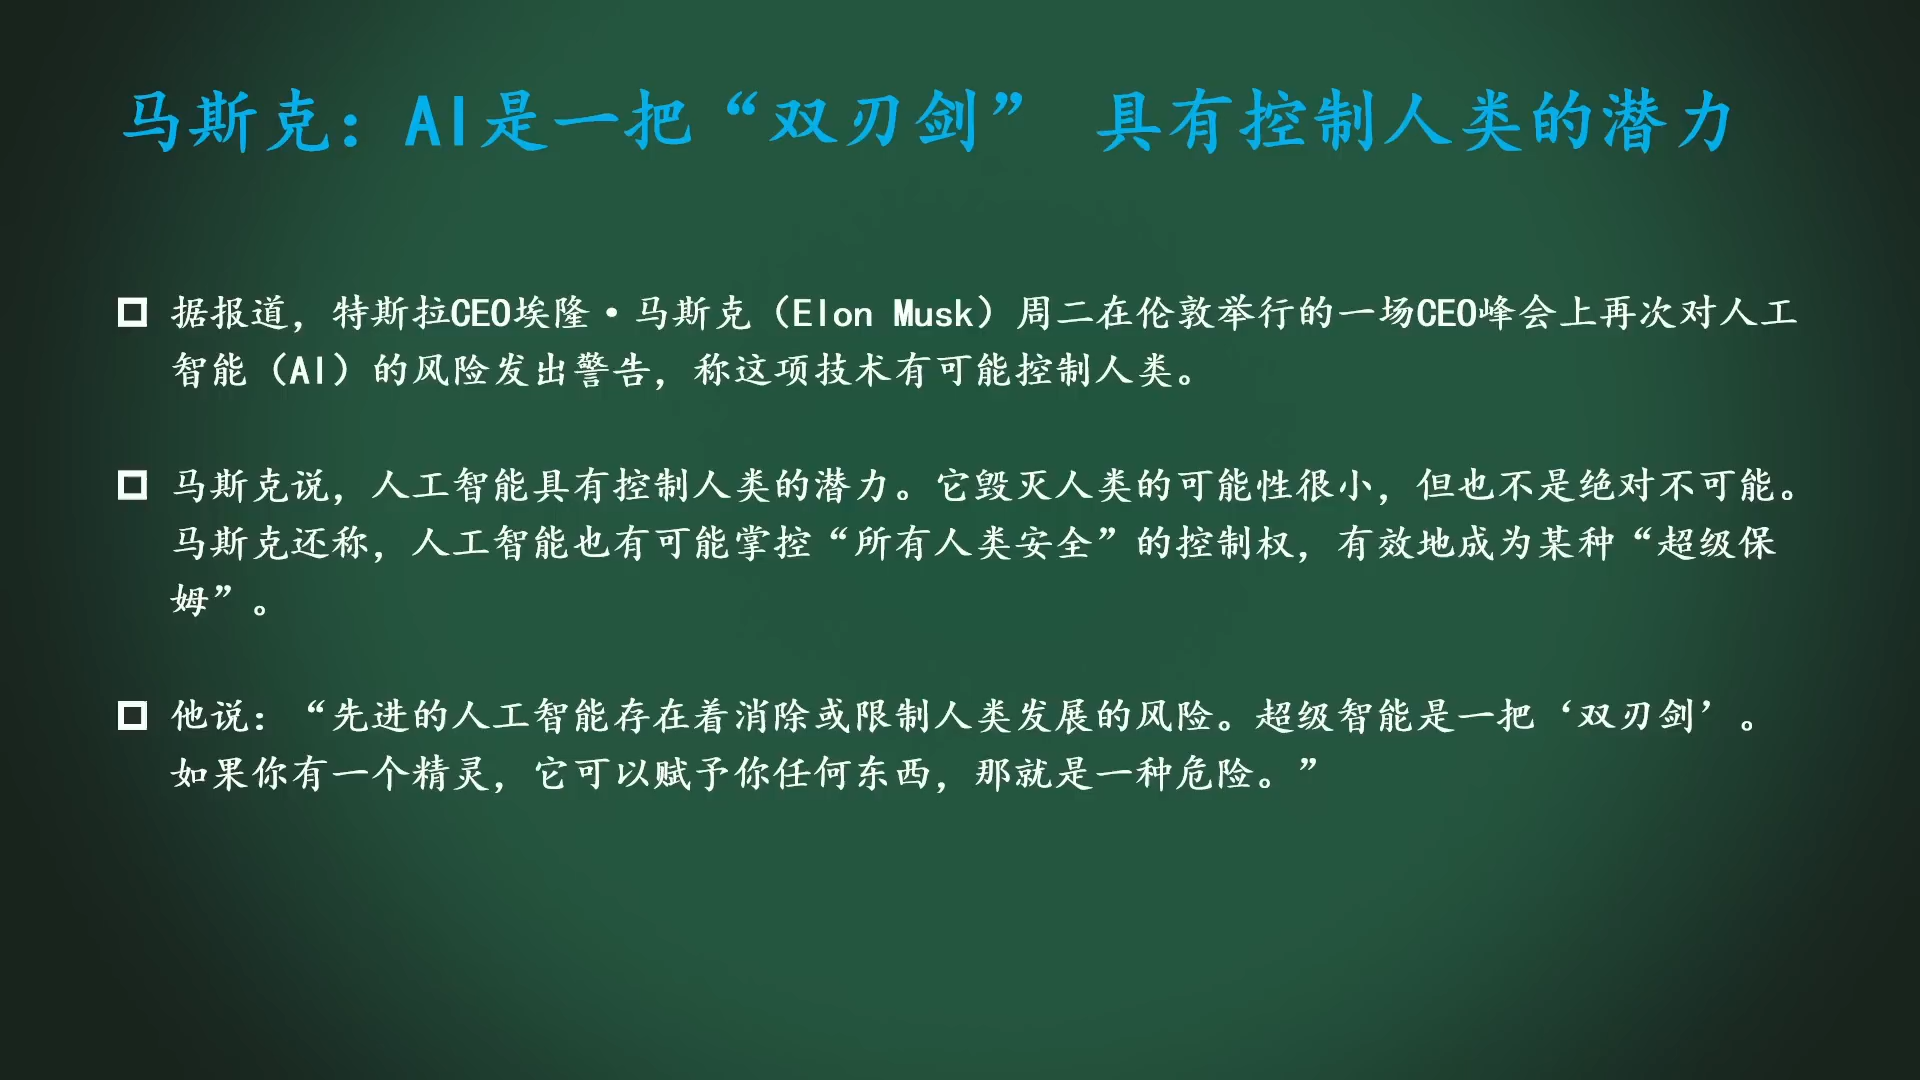 马斯克：AI是一把“双刃剑” 具有控制人类的潜力
据报道，特斯拉CEO埃隆·马斯克（Elon Musk）周二在伦敦举行的一场CEO峰会上再次对人工
智能（AI）的风险发出警告，称这项技术有可能控制人类。
马斯克说，人工智能具有控制人类的潜力。它毁灭人类的可能性很小，但也不是绝对不可能。
马斯克还称，人工智能也有可能掌控“所有人类安全”的控制权，有效地成为某种“超级保
姆”。
他说：“先进的人工智能存在着消除或限制人类发展的风险。超级智能是一把‘双刃剑’。
如果你有一个精灵，它可以赋予你任何东西，那就是一种危险。”